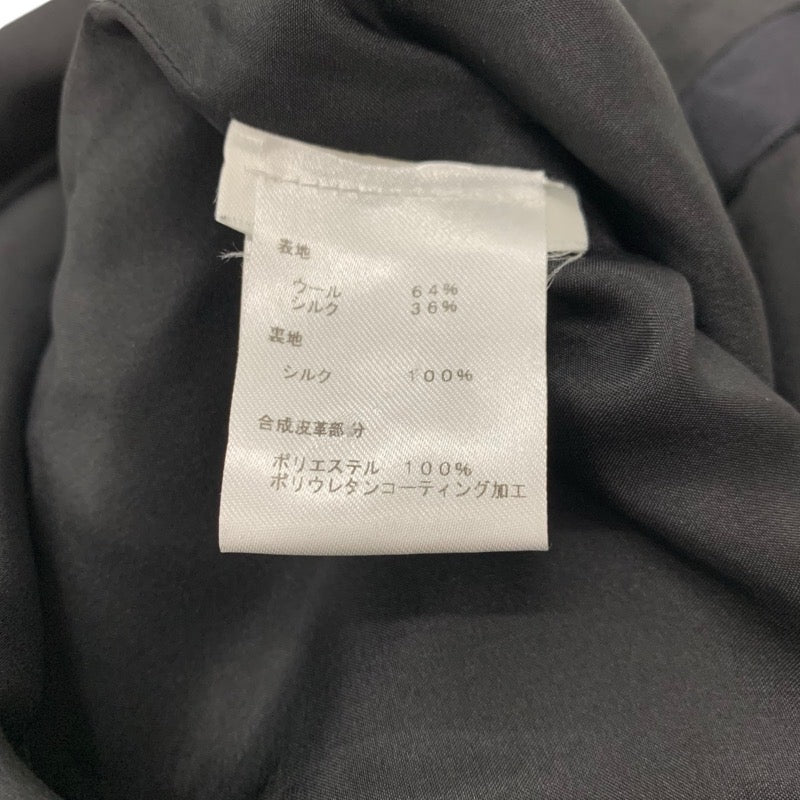 表地
ウール 64%
シルク 36%
裏地
シルク 100%
合成皮革部分
ポリエステル 100%
ポリウレタンコーティング加工